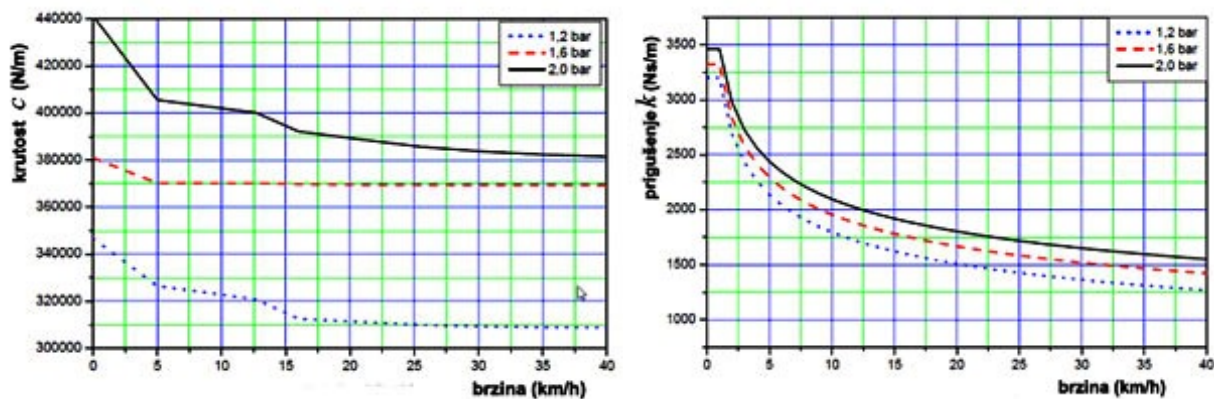 krutost C (N/m)
440000
420000
400000
380000
360000
340000
320000
300000
0 5 10 15 20 25 30 35 40
brzina (km/h)
1,2 bar
1,6 bar
2.0 bar
prigušenje k (Ns/m)
3500
3000
2500
2000
1500
1000
0 5 10 15 20 25 30 35 40
brzina (km/h)
1,2 bar
1,6 bar
2.0 bar